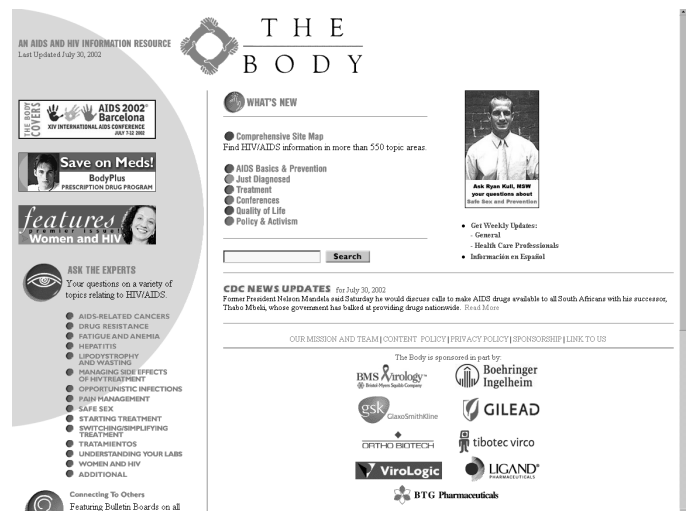 AN AIDS AND HIV INFORMATION RESOURCE
Last Updated July 30, 2002
THE
BODY
THE BODY
COVERS
AIDS 2002
Barcelona
XIV INTERNATIONAL AIDS CONFERENCE
JULY 7-12 2002
Save on Meds!
BodyPlus
PRESCRIPTION DRUG PROGRAM
features
premier issue!
Women and HIV
ASK THE EXPERTS
Your questions on a variety of
topics relating to HIV/AIDS.
AIDS-RELATED CANCERS
DRUG RESISTANCE
FATIGUE AND ANEMIA
HEPATITIS
LIPODYSTROPHY
AND WASTING
MANAGING SIDE EFFECTS
OF HIV TREATMENT
OPPORTUNISTIC INFECTIONS
PAIN MANAGEMENT
SAFE SEX
STARTING TREATMENT
SWITCHING/SIMPLIFYING
TREATMENT
TRATAMIENTOS
UNDERSTANDING YOUR LABS
WOMEN AND HIV
ADDITIONAL
Connecting To Others
Featuring Bulletin Boards on all
WHAT'S NEW
Comprehensive Site Map
Find HIV/AIDS information in more than 550 topic areas.
AIDS Basics & Prevention
Just Diagnosed
Treatment
Conferences
Quality of Life
Policy & Activism
Search
Ask Ryan Kull, MSW
your questions about
Safe Sex and Prevention
Get Weekly Updates:
- General
- Health Care Professionals
Información en Español
CDC NEWS UPDATES for July 30, 2002
Former President Nelson Mandela said Saturday he would discuss calls to make AIDS drugs available to all South Africans with his successor,
Thabo Mbeki, whose government has balked at providing drugs nationwide. Read More
OUR MISSION AND TEAM | CONTENT POLICY | PRIVACY POLICY | SPONSORSHIP | LINK TO US
The Body is sponsored in part by:
BMS Virology™
Bristol-Myers Squibb Company
Boehringer
Ingelheim
gsk GlaxoSmithKline
GILEAD
ORTHO BIOTECH
tibotec virco
ViroLogic
LIGAND®
PHARMACEUTICALS
BTG Pharmaceuticals